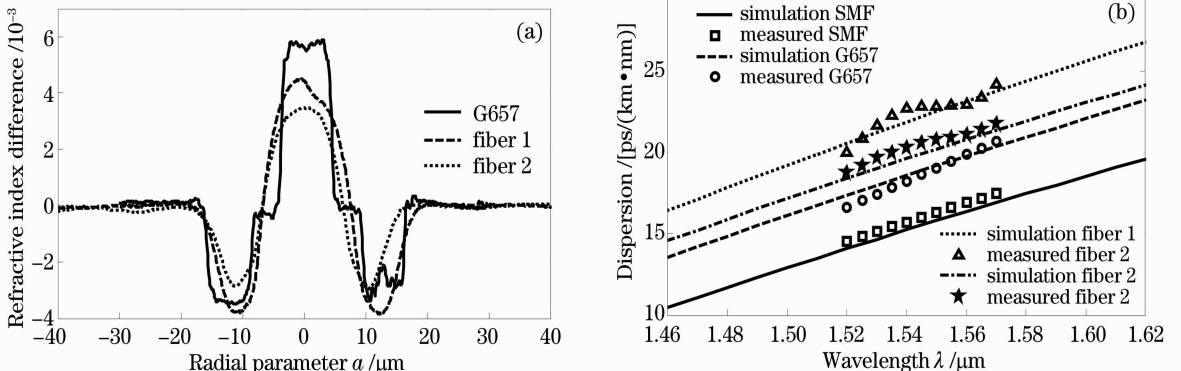 (a)
Refractive index difference /10⁻³
6
4
2
0
−2
−4
G657
fiber 1
fiber 2
−40 −30 −20 −10 0 10 20 30 40
Radial parameter a /μm
(b)
simulation SMF
measured SMF
simulation G657
measured G657
Dispersion /[ps/(km•nm)]
25
20
15
10
simulation fiber 1
measured fiber 2
simulation fiber 2
measured fiber 2
1.46 1.48 1.50 1.52 1.54 1.56 1.58 1.60 1.62
Wavelength λ /μm